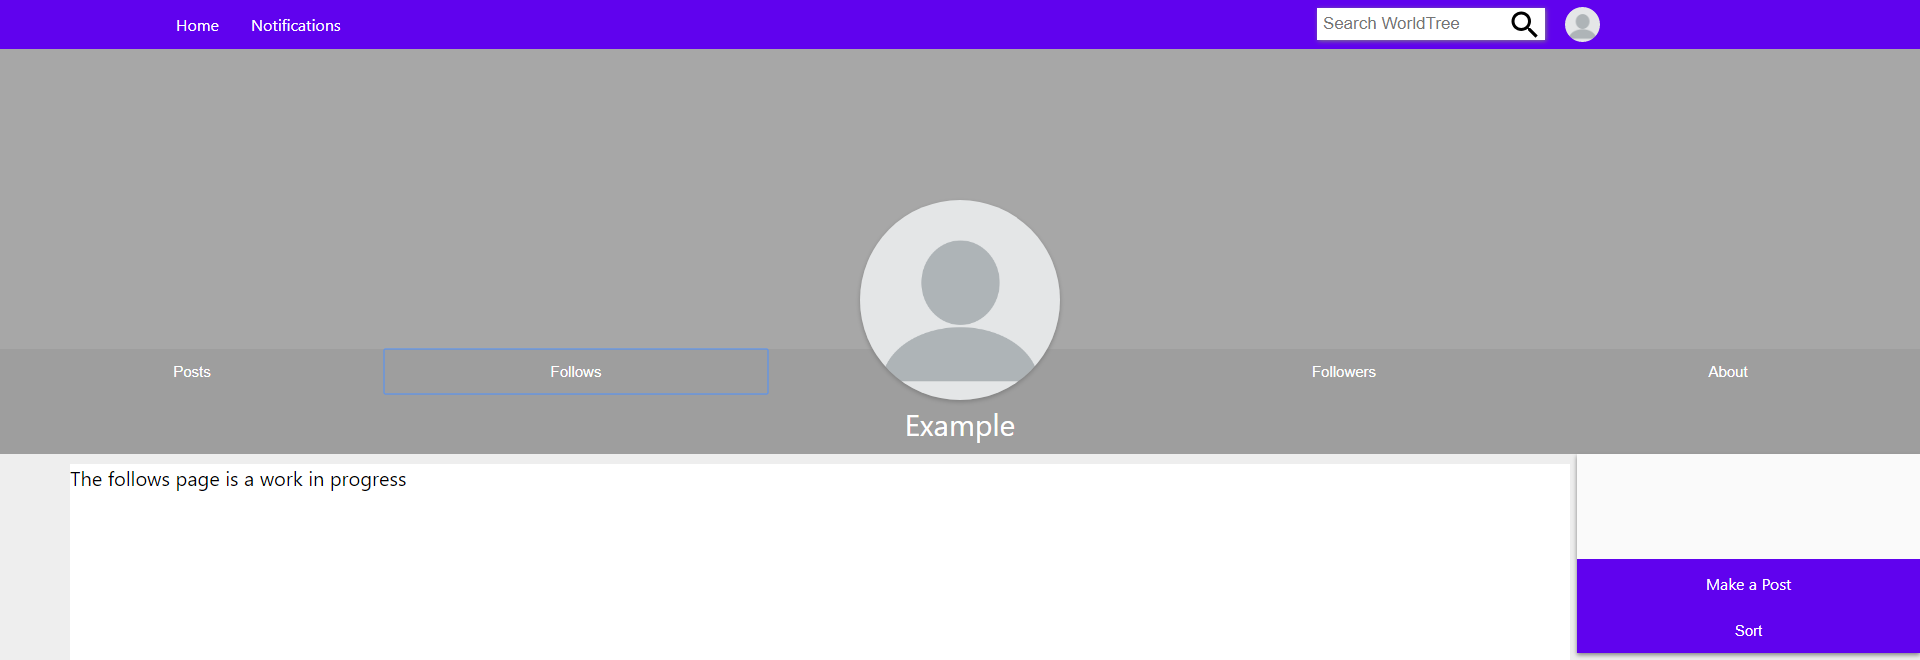 Home Notifications Search WorldTree
Posts Follows Followers About
Example
The follows page is a work in progress
Make a Post
Sort